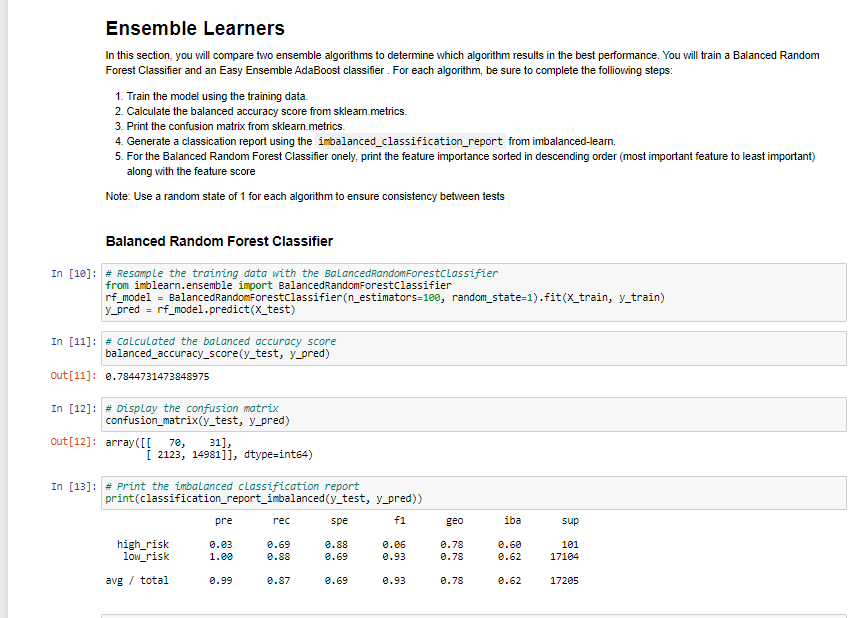 Ensemble Learners
In this section, you will compare two ensemble algorithms to determine which algorithm results in the best performance. You will train a Balanced Random
Forest Classifier and an Easy Ensemble AdaBoost classifier . For each algorithm, be sure to complete the folliowing steps:
1. Train the model using the training data.
2. Calculate the balanced accuracy score from sklearn.metrics.
3. Print the confusion matrix from sklearn.metrics.
4. Generate a classication report using the imbalanced_classification_report from imbalanced-learn.
5. For the Balanced Random Forest Classifier onely, print the feature importance sorted in descending order (most important feature to least important)
along with the feature score
Note: Use a random state of 1 for each algorithm to ensure consistency between tests
Balanced Random Forest Classifier
In [10]: # Resample the training data with the BalancedRandomForestClassifier
from imblearn.ensemble import BalancedRandomForestClassifier
rf_model = BalancedRandomForestClassifier(n_estimators=100, random_state=1).fit(X_train, y_train)
y_pred = rf_model.predict(X_test)
In [11]: # Calculated the balanced accuracy score
balanced_accuracy_score(y_test, y_pred)
Out[11]: 0.7844731473848975
In [12]: # Display the confusion matrix
confusion_matrix(y_test, y_pred)
Out[12]: array([[   70,    31],
[ 2123, 14981]], dtype=int64)
In [13]: # Print the imbalanced classification report
print(classification_report_imbalanced(y_test, y_pred))
pre rec spe f1 geo iba sup
high_risk 0.03 0.69 0.88 0.06 0.78 0.60 101
low_risk 1.00 0.88 0.69 0.93 0.78 0.62 17104
avg / total 0.99 0.87 0.69 0.93 0.78 0.62 17205